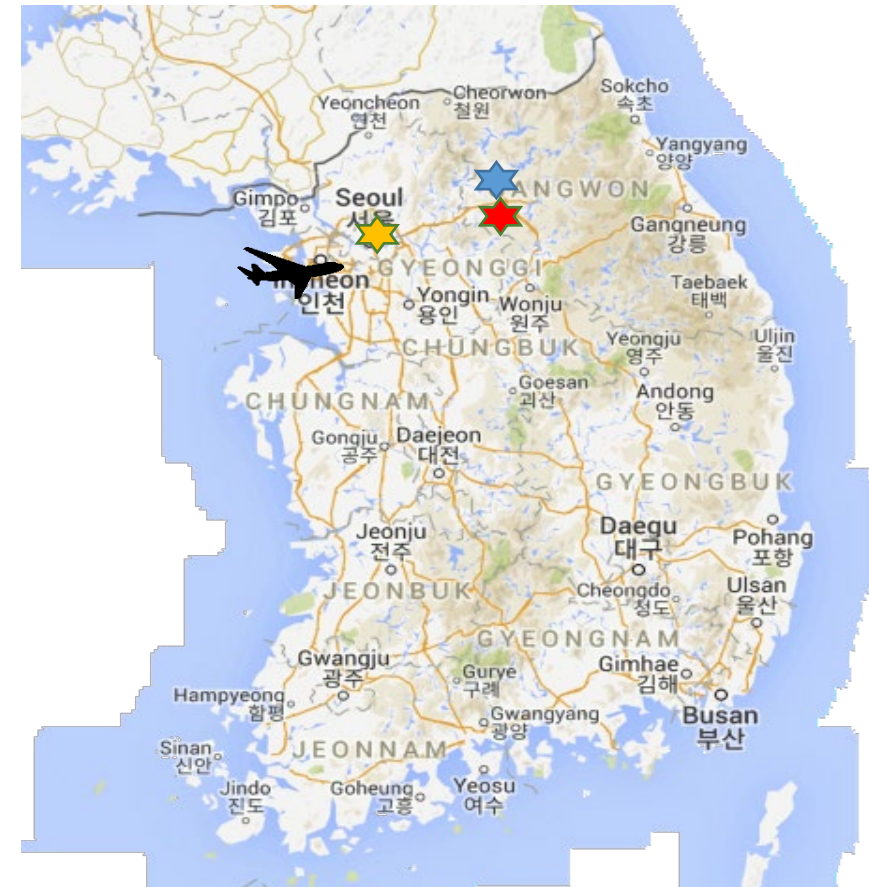 Sokcho
속초
Cheorwon
철원
Yeoncheon
연천
Yangyang
양양
ANGWON
Seoul
서울
Gimpo
김포
Gangneung
강릉
GYEONGGI
인천
Yongin
용인
Wonju
원주
Taebaek
태백
Yeongju
영주
Uljin
울진
CHUNGBUK
Goesan
괴산
Andong
안동
CHUNGNAM
Gongju
공주
Daejeon
대전
GYEONGBUK
Daegu
대구
Pohang
포항
Jeonju
전주
Ulsan
울산
Cheongdo
청도
JEONBUK
GYEONGNAM
Gwangju
광주
Gurye
구례
Gimhae
김해
Hampyeong
함평
Gwangyang
광양
Busan
부산
Sinan
신안
JEONNAM
Jindo
진도
Goheung
고흥
Yeosu
여수